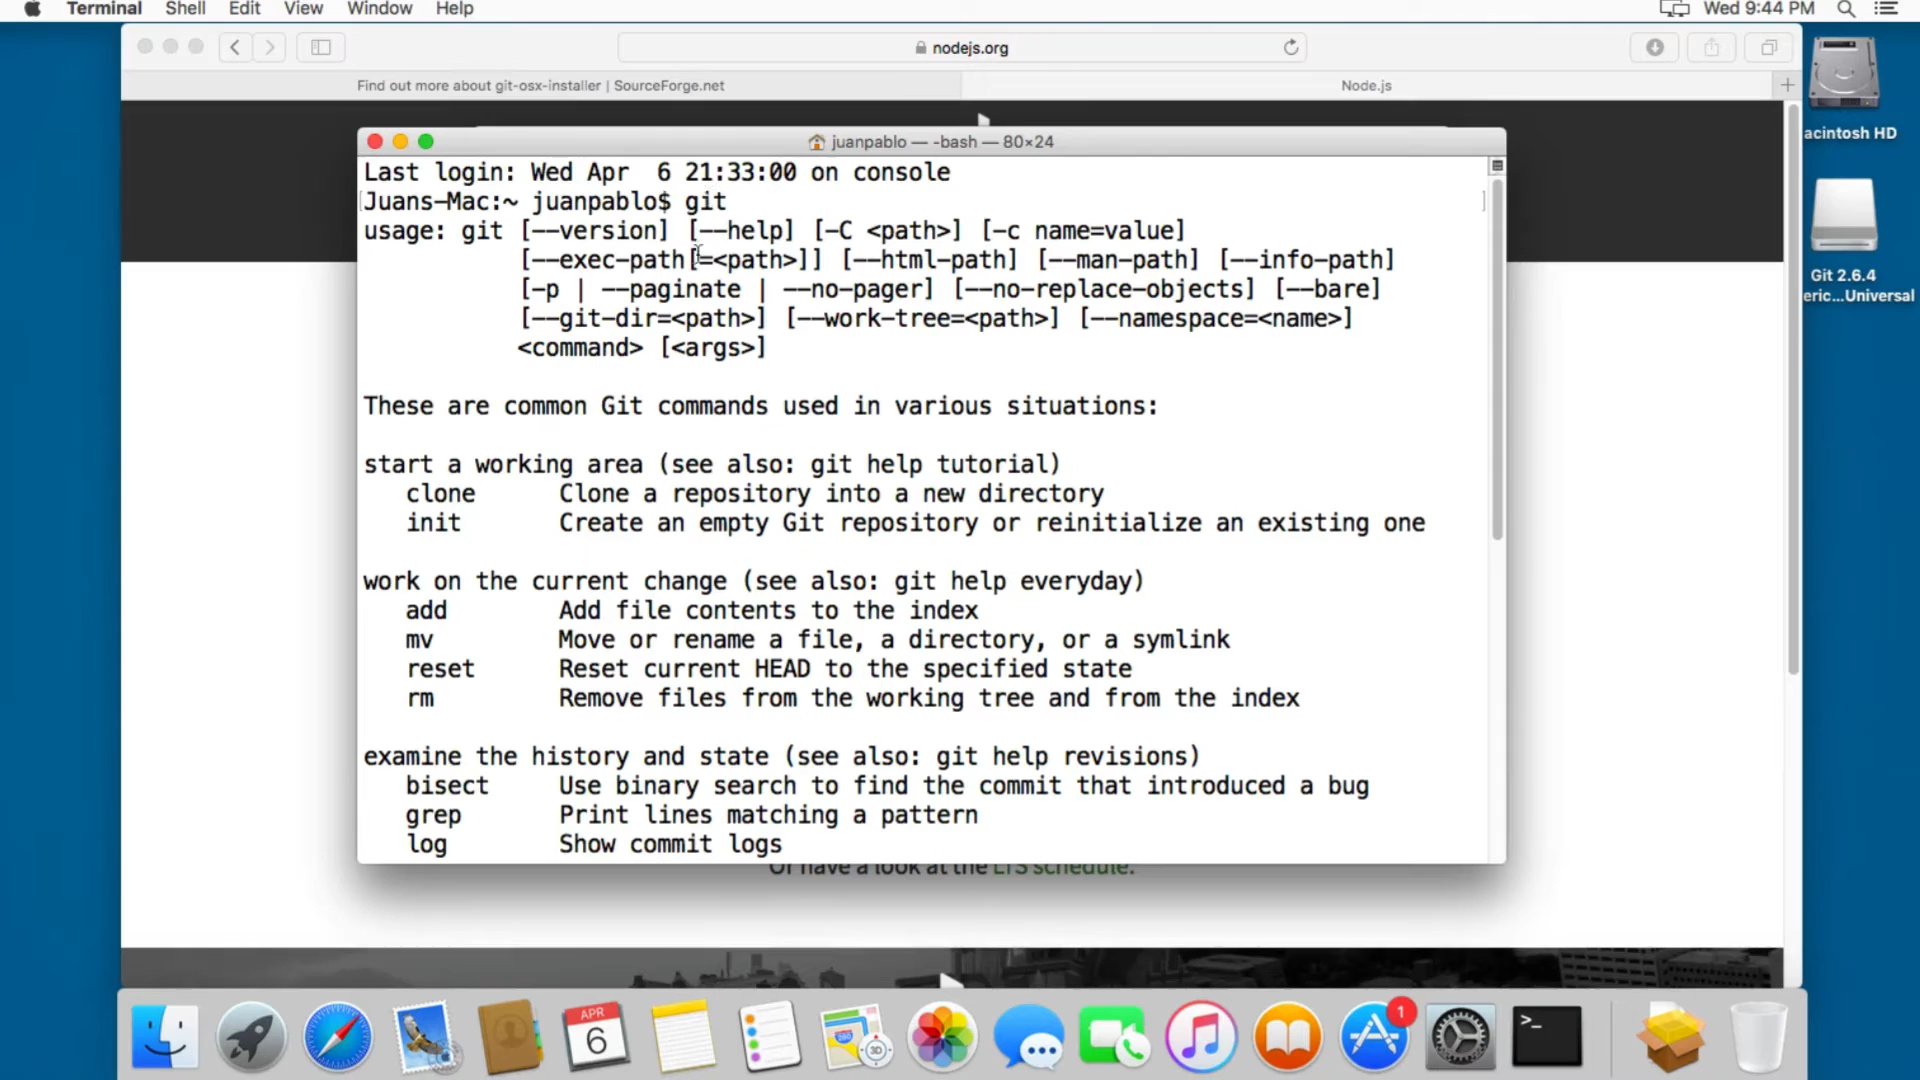 Terminal Shell Edit View Window Help Wed 9:44 PM
nodejs.org
Find out more about git-osx-installer | SourceForge.net Node.js
acintosh HD
juanpablo — -bash — 80×24
Last login: Wed Apr  6 21:33:00 on console
Juans-Mac:~ juanpablo$ git
usage: git [--version] [--help] [-C <path>] [-c name=value]
[--exec-path[=<path>]] [--html-path] [--man-path] [--info-path]
[-p | --paginate | --no-pager] [--no-replace-objects] [--bare]
[--git-dir=<path>] [--work-tree=<path>] [--namespace=<name>]
<command> [<args>]
Git 2.6.4
eric...Universal
These are common Git commands used in various situations:
start a working area (see also: git help tutorial)
clone Clone a repository into a new directory
init Create an empty Git repository or reinitialize an existing one
work on the current change (see also: git help everyday)
add Add file contents to the index
mv Move or rename a file, a directory, or a symlink
reset Reset current HEAD to the specified state
rm Remove files from the working tree and from the index
examine the history and state (see also: git help revisions)
bisect Use binary search to find the commit that introduced a bug
grep Print lines matching a pattern
log Show commit logs
Or have a look at the LTS schedule.
APR
6
3D
1
>_